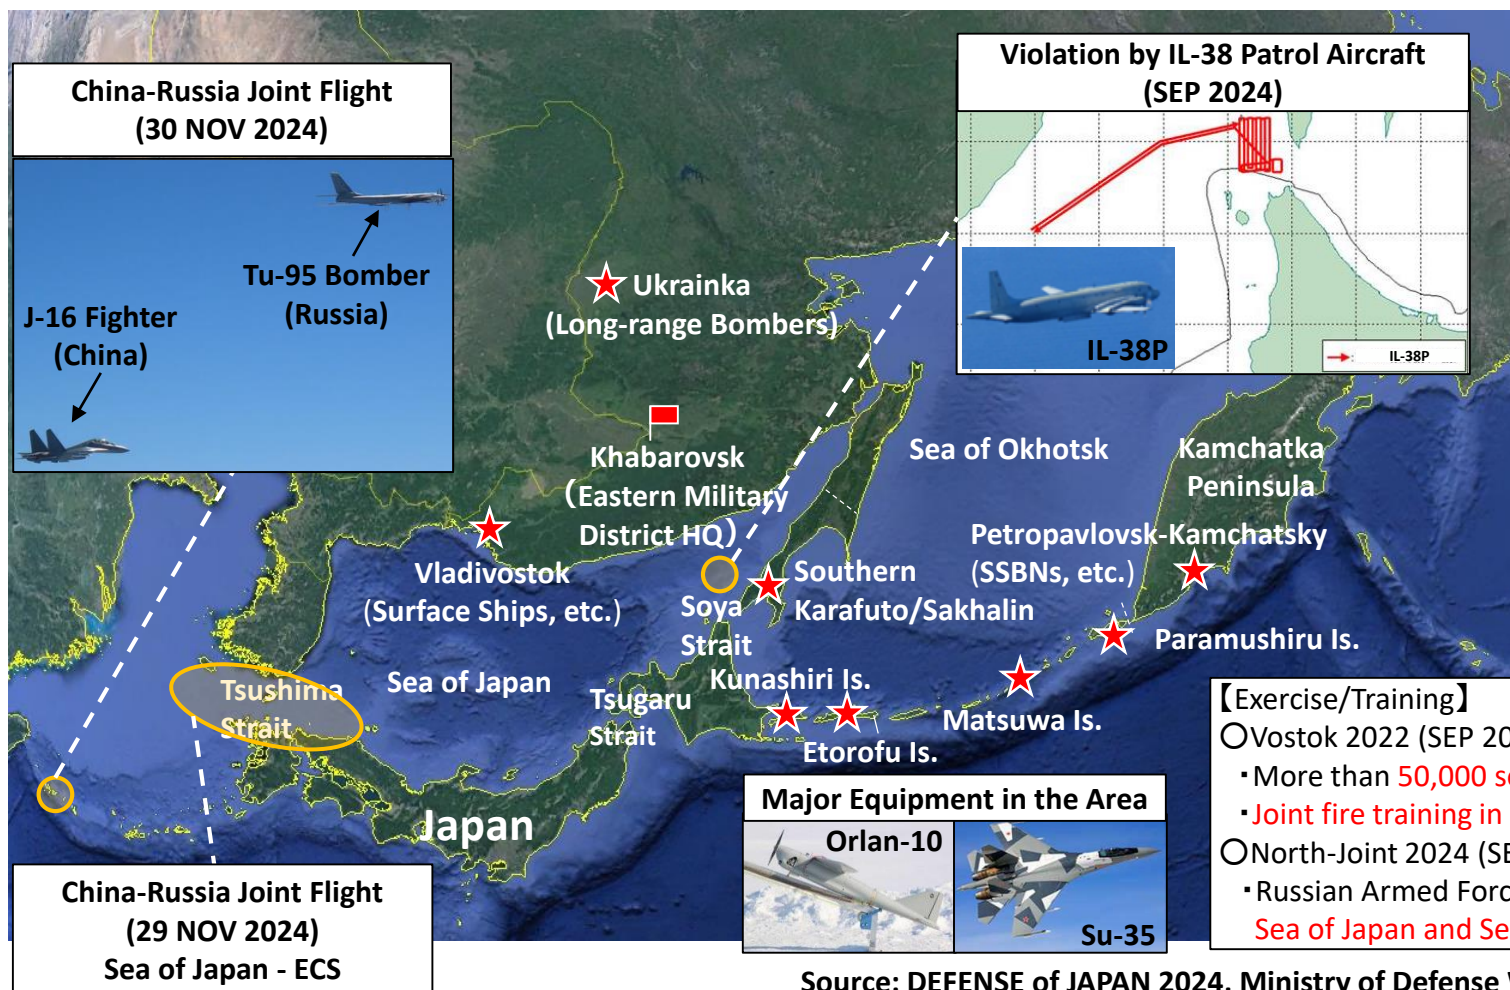 China-Russia Joint Flight
(30 NOV 2024)
Tu-95 Bomber
(Russia)
J-16 Fighter
(China)
Violation by IL-38 Patrol Aircraft
(SEP 2024)
IL-38P
IL-38P
Ukrainka
(Long-range Bombers)
Khabarovsk
(Eastern Military
District HQ)
Sea of Okhotsk
Kamchatka
Peninsula
Petropavlovsk-Kamchatsky
(SSBNs, etc.)
Vladivostok
(Surface Ships, etc.)
Southern
Karafuto/Sakhalin
Soya
Strait
Paramushiru Is.
Kunashiri Is.
Tsushima
Strait
Sea of Japan
Tsugaru
Strait
Matsuwa Is.
Etorofu Is.
Japan
China-Russia Joint Flight
(29 NOV 2024)
Sea of Japan - ECS
Major Equipment in the Area
Orlan-10
Su-35
【Exercise/Training】
○Vostok 2022 (SEP 20
・More than 50,000 s
・Joint fire training in
○North-Joint 2024 (SE
・Russian Armed Forc
Sea of Japan and Se
Source: DEFENSE of JAPAN 2024, Ministry of Defense